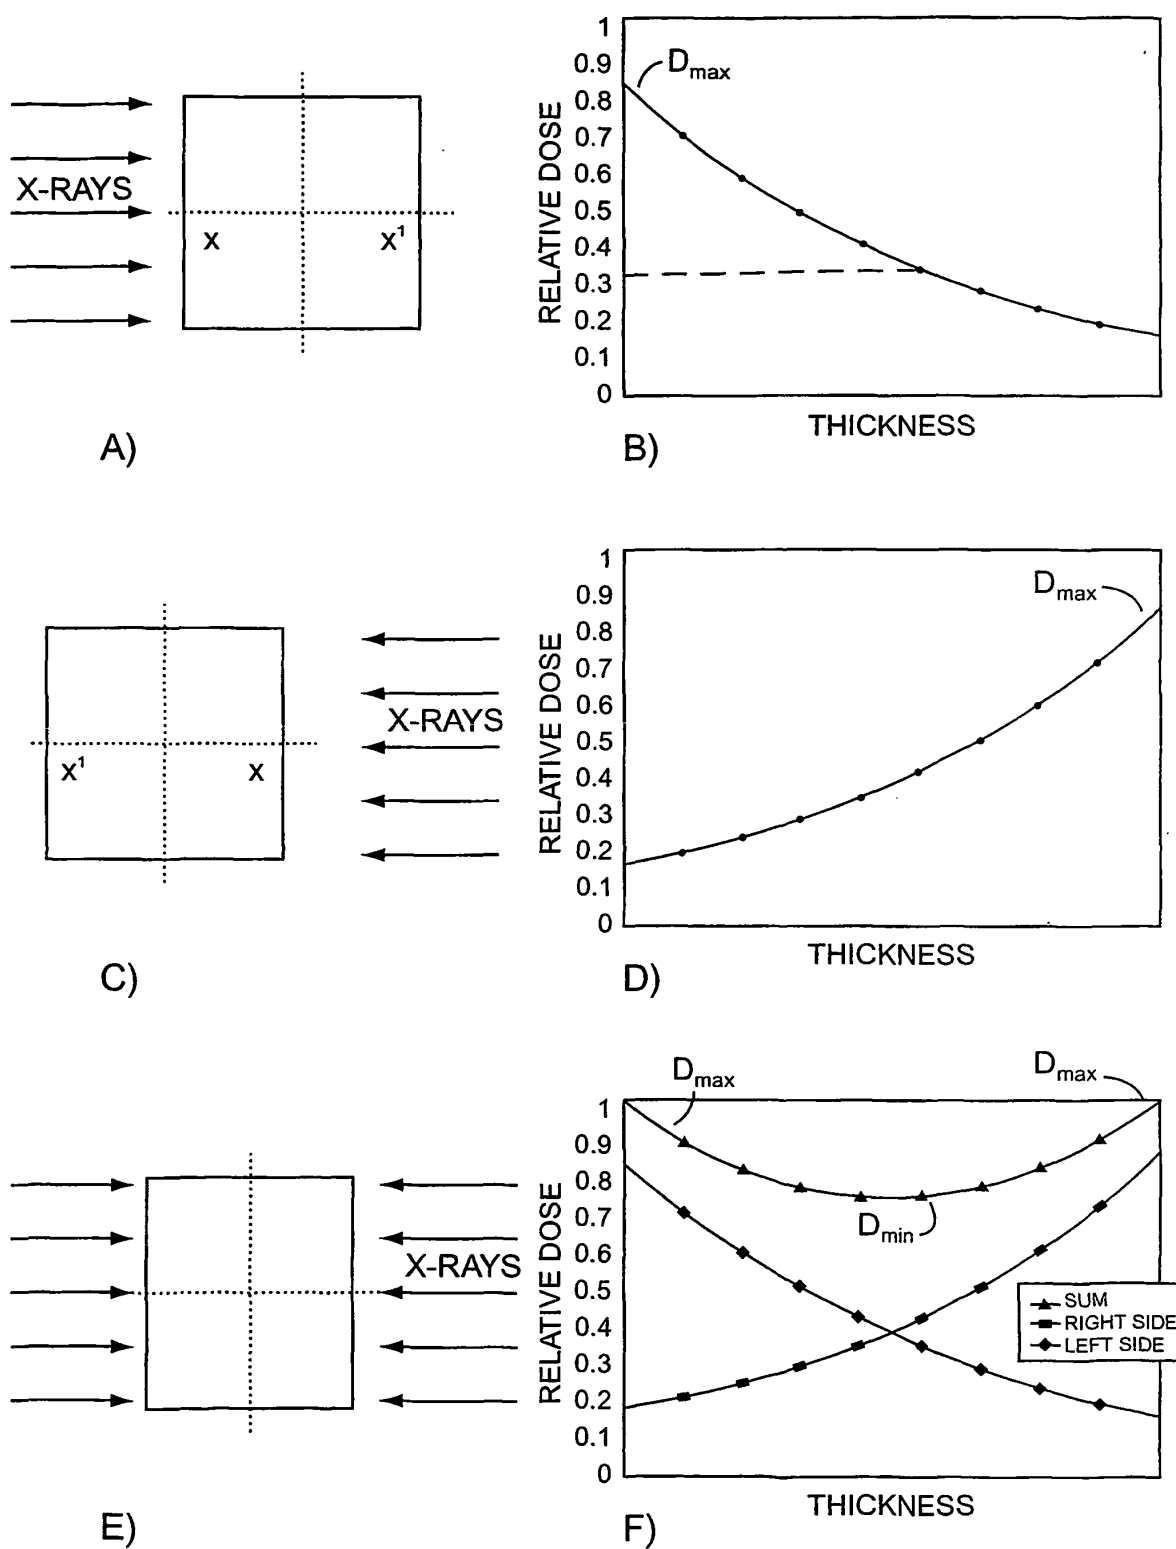 X-RAYS
x x¹
A)
RELATIVE DOSE
1
0.9
0.8
0.7
0.6
0.5
0.4
0.3
0.2
0.1
0
Dmax
THICKNESS
B)
X-RAYS
x¹ x
C)
RELATIVE DOSE
1
0.9
0.8
0.7
0.6
0.5
0.4
0.3
0.2
0.1
0
Dmax
THICKNESS
D)
X-RAYS
E)
RELATIVE DOSE
1
0.9
0.8
0.7
0.6
0.5
0.4
0.3
0.2
0.1
0
Dmax
Dmax
Dmin
SUM
RIGHT SIDE
LEFT SIDE
THICKNESS
F)